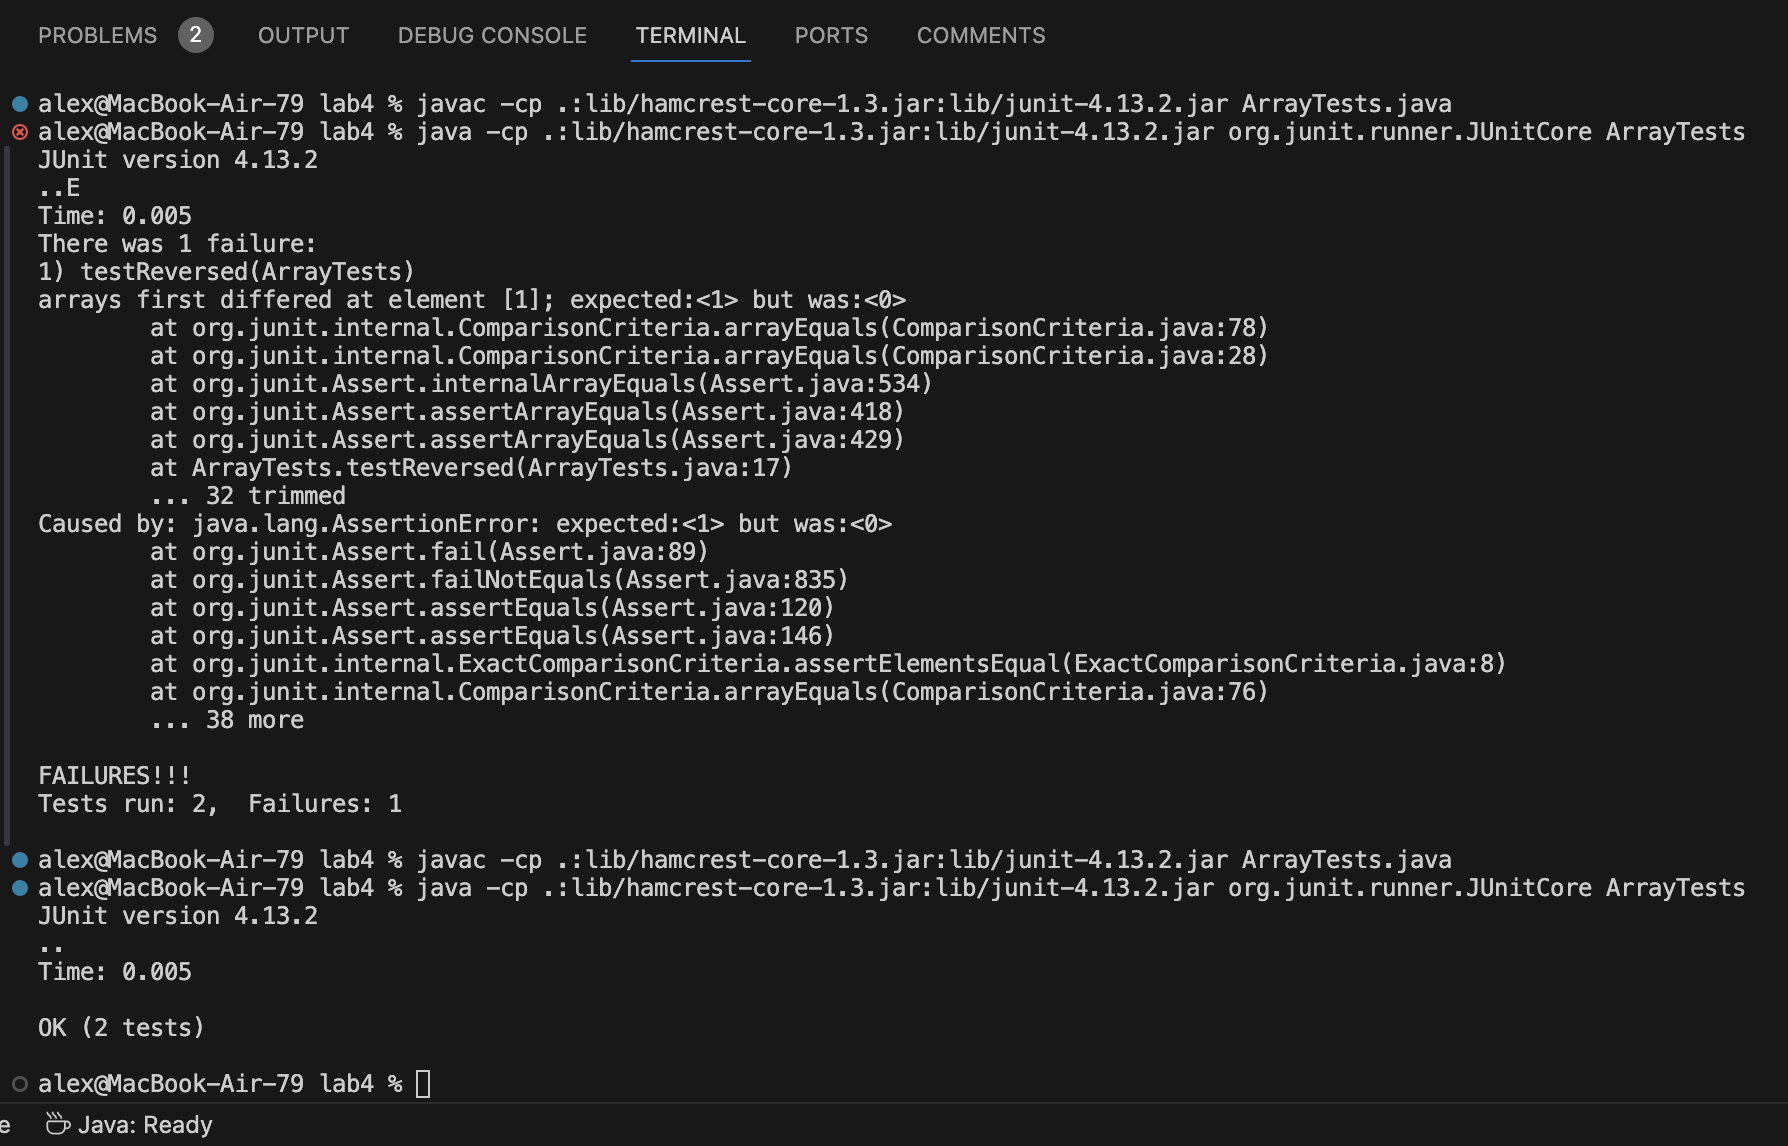 PROBLEMS 2 OUTPUT DEBUG CONSOLE TERMINAL PORTS COMMENTS
alex@MacBook-Air-79 lab4 % javac -cp .:lib/hamcrest-core-1.3.jar:lib/junit-4.13.2.jar ArrayTests.java
alex@MacBook-Air-79 lab4 % java -cp .:lib/hamcrest-core-1.3.jar:lib/junit-4.13.2.jar org.junit.runner.JUnitCore ArrayTests
JUnit version 4.13.2
..E
Time: 0.005
There was 1 failure:
1) testReversed(ArrayTests)
arrays first differed at element [1]; expected:<1> but was:<0>
        at org.junit.internal.ComparisonCriteria.arrayEquals(ComparisonCriteria.java:78)
        at org.junit.internal.ComparisonCriteria.arrayEquals(ComparisonCriteria.java:28)
        at org.junit.Assert.internalArrayEquals(Assert.java:534)
        at org.junit.Assert.assertArrayEquals(Assert.java:418)
        at org.junit.Assert.assertArrayEquals(Assert.java:429)
        at ArrayTests.testReversed(ArrayTests.java:17)
        ... 32 trimmed
Caused by: java.lang.AssertionError: expected:<1> but was:<0>
        at org.junit.Assert.fail(Assert.java:89)
        at org.junit.Assert.failNotEquals(Assert.java:835)
        at org.junit.Assert.assertEquals(Assert.java:120)
        at org.junit.Assert.assertEquals(Assert.java:146)
        at org.junit.internal.ExactComparisonCriteria.assertElementsEqual(ExactComparisonCriteria.java:8)
        at org.junit.internal.ComparisonCriteria.arrayEquals(ComparisonCriteria.java:76)
        ... 38 more
FAILURES!!!
Tests run: 2,  Failures: 1
alex@MacBook-Air-79 lab4 % javac -cp .:lib/hamcrest-core-1.3.jar:lib/junit-4.13.2.jar ArrayTests.java
alex@MacBook-Air-79 lab4 % java -cp .:lib/hamcrest-core-1.3.jar:lib/junit-4.13.2.jar org.junit.runner.JUnitCore ArrayTests
JUnit version 4.13.2
..
Time: 0.005
OK (2 tests)
alex@MacBook-Air-79 lab4 %
e Java: Ready